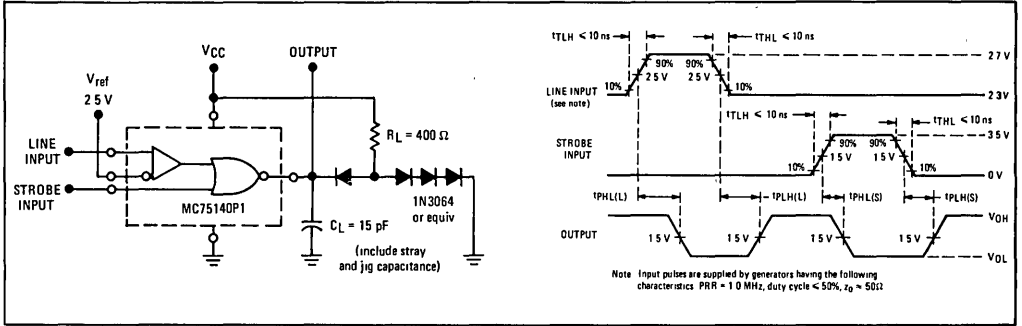 VCC
OUTPUT
Vref
2 5 V
RL = 400 Ω
LINE
INPUT
STROBE
INPUT
MC75140P1
1N3064
or equiv
CL = 15 pF
(include stray
and jig capacitance)
tTLH < 10 ns
tTHL < 10 ns
2 7 V
90%
90%
2 5 V
2 5 V
10%
10%
LINE INPUT
(see note)
2 3 V
tTLH < 10 ns
tTHL < 10 ns
3 5 V
STROBE
INPUT
90%
90%
1 5 V
1 5 V
10%
10%
0 V
tPHL(L)
tPLH(L)
tPHL(S)
tPLH(S)
VOH
OUTPUT
1 5 V
1 5 V
1 5 V
1 5 V
VOL
Note Input pulses are supplied by generators having the following
characteristics PRR = 1 0 MHz, duty cycle ≤ 50%, zo ≈ 50Ω